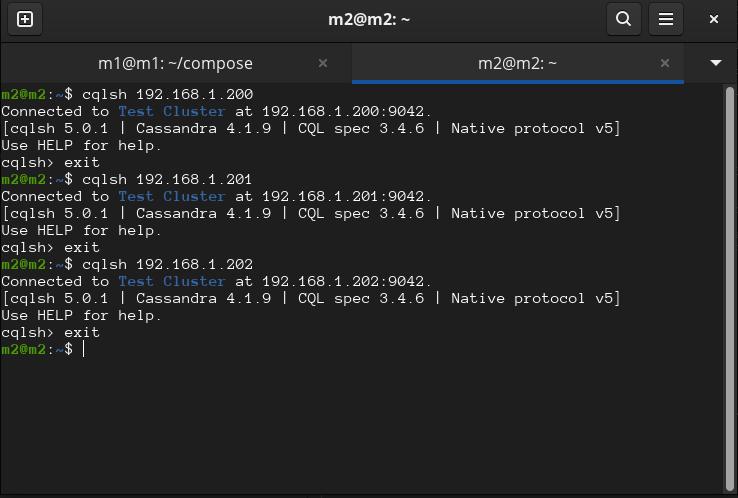 m2@m2: ~
m1@m1: ~/compose
m2@m2: ~
m2@m2:~$ cqlsh 192.168.1.200
Connected to Test Cluster at 192.168.1.200:9042.
[cqlsh 5.0.1 | Cassandra 4.1.9 | CQL spec 3.4.6 | Native protocol v5]
Use HELP for help.
cqlsh> exit
m2@m2:~$ cqlsh 192.168.1.201
Connected to Test Cluster at 192.168.1.201:9042.
[cqlsh 5.0.1 | Cassandra 4.1.9 | CQL spec 3.4.6 | Native protocol v5]
Use HELP for help.
cqlsh> exit
m2@m2:~$ cqlsh 192.168.1.202
Connected to Test Cluster at 192.168.1.202:9042.
[cqlsh 5.0.1 | Cassandra 4.1.9 | CQL spec 3.4.6 | Native protocol v5]
Use HELP for help.
cqlsh> exit
m2@m2:~$